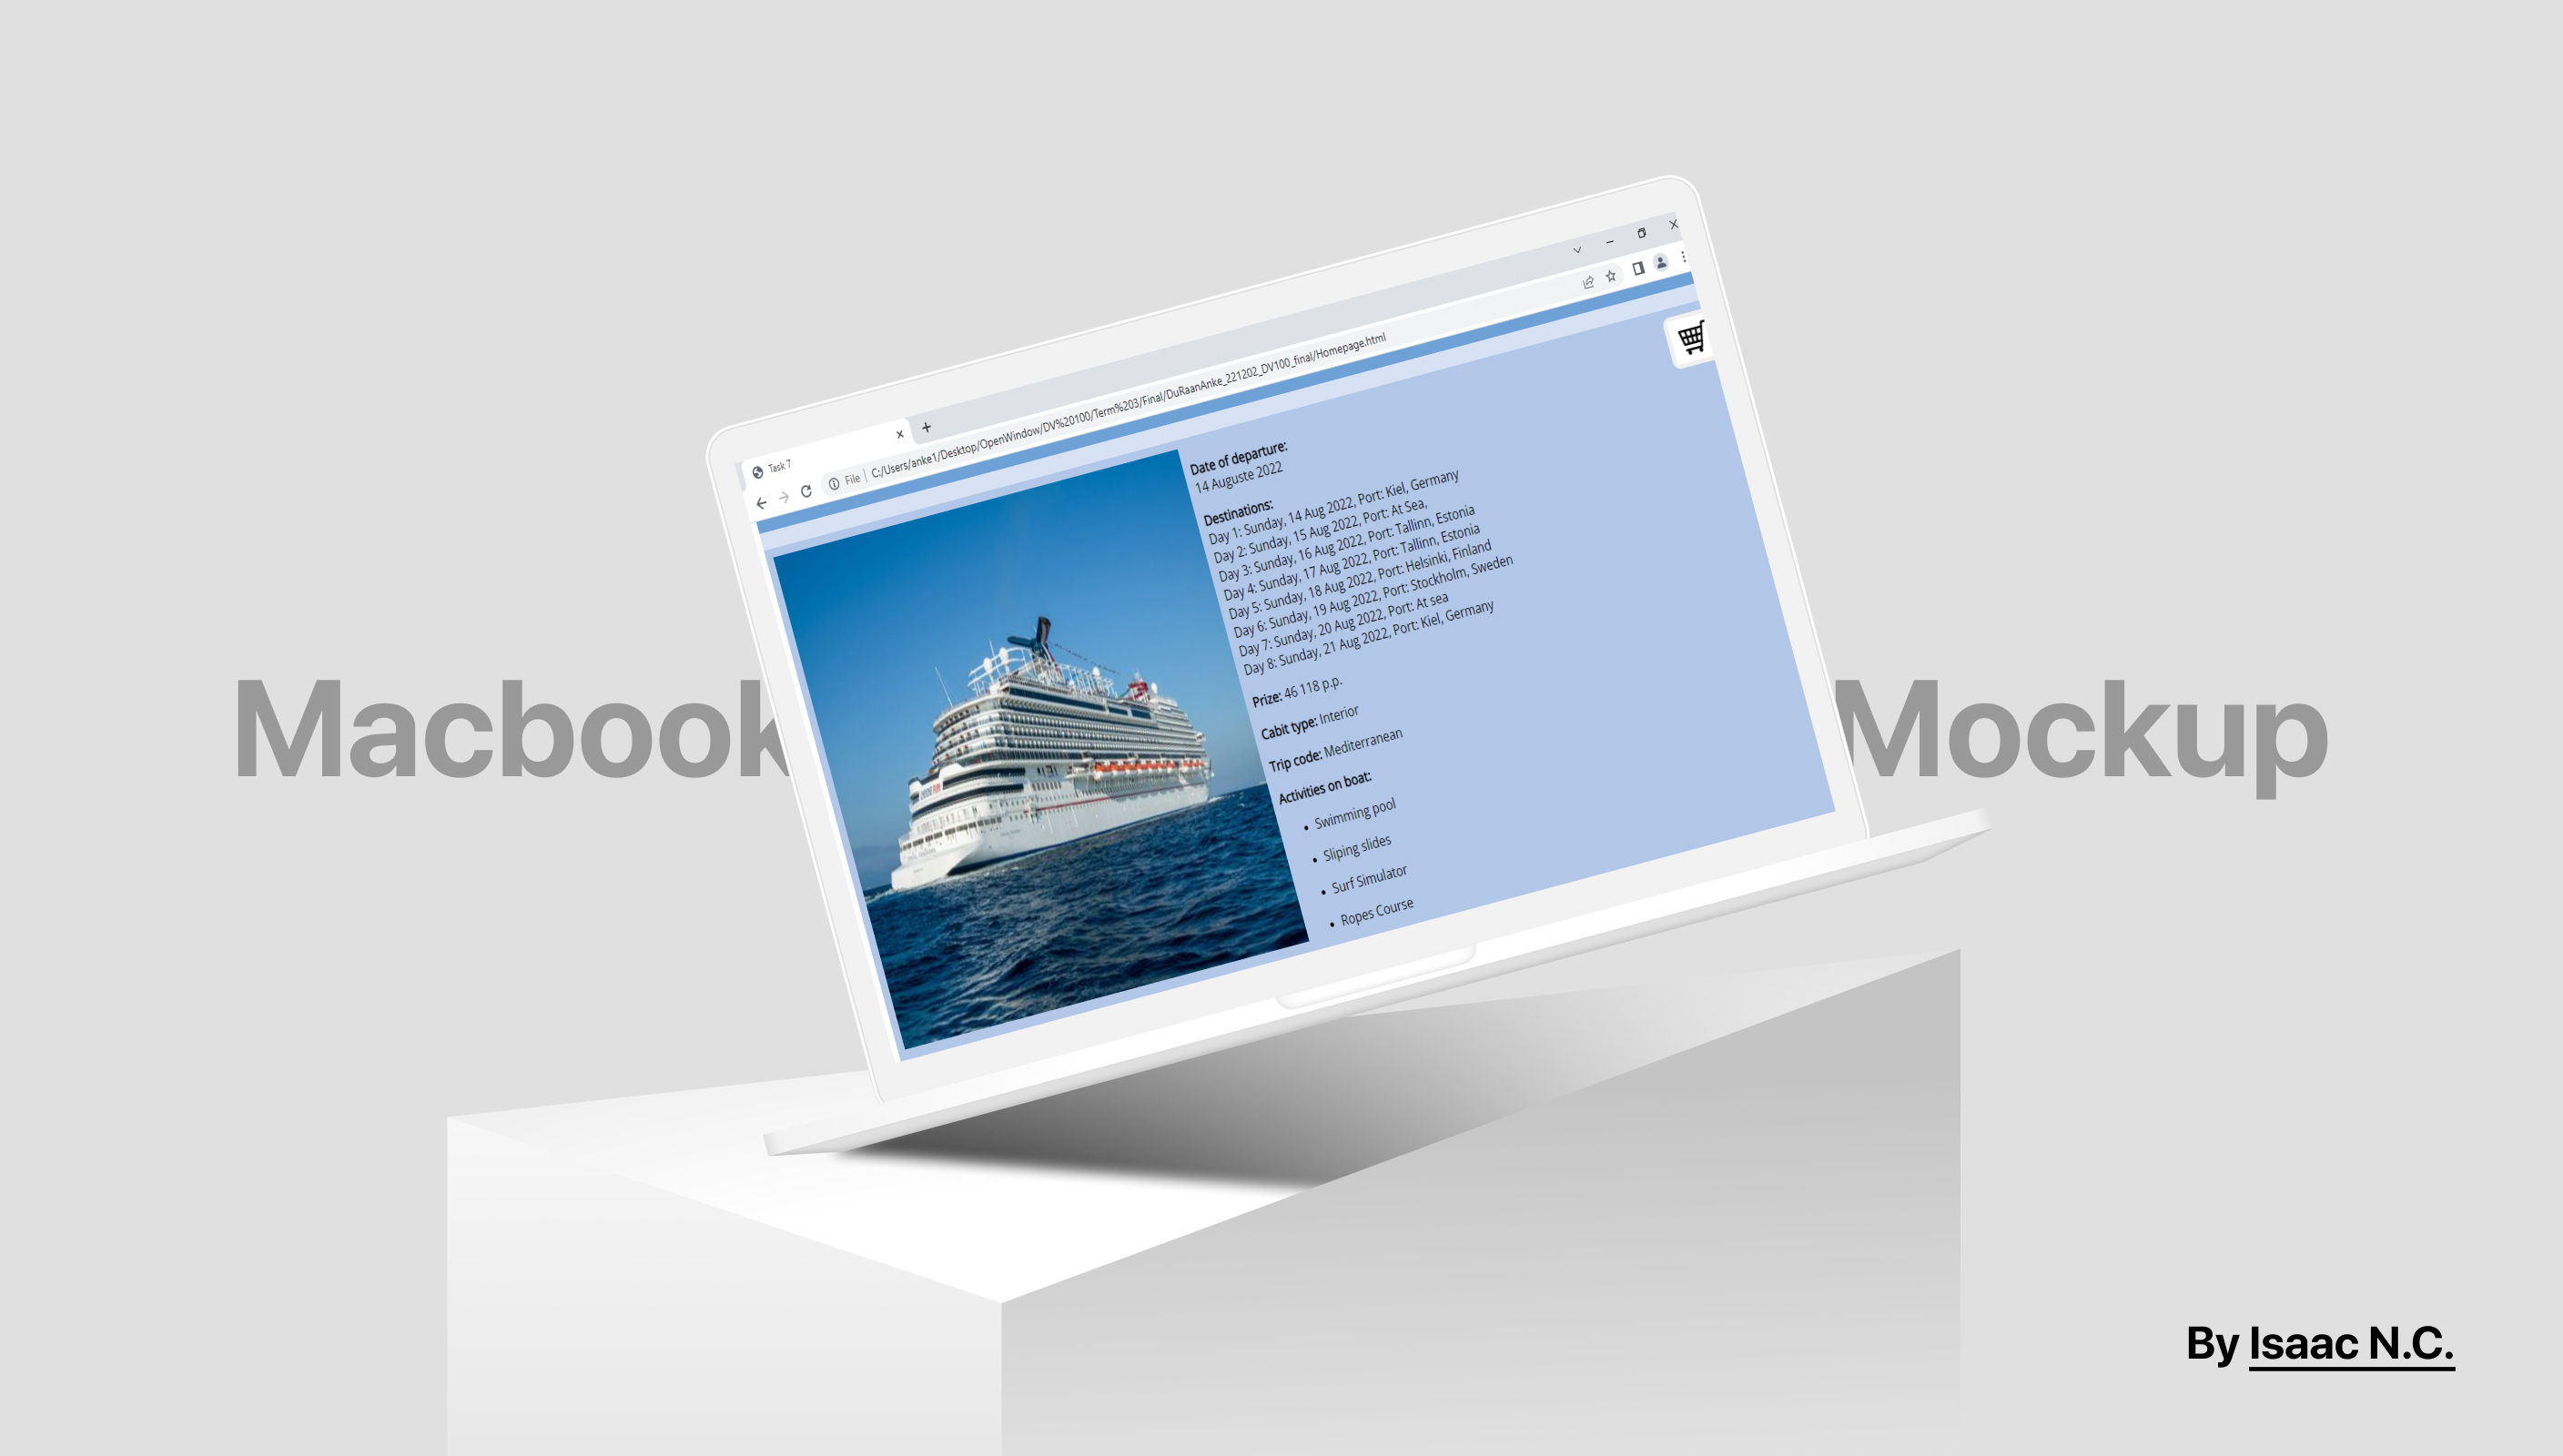 Macbook Mockup
Task 7
File
C:/Users/anke1/Desktop/OpenWindow/DV%20100/Term%203/Final/DuRaanAnke_221202_DV100_final/Homepage.html
Date of departure:
14 Auguste 2022
Destinations:
Day 1: Sunday, 14 Aug 2022, Port: Kiel, Germany
Day 2: Sunday, 15 Aug 2022, Port: At Sea,
Day 3: Sunday, 16 Aug 2022, Port: Tallinn, Estonia
Day 4: Sunday, 17 Aug 2022, Port: Tallinn, Estonia
Day 5: Sunday, 18 Aug 2022, Port: Helsinki, Finland
Day 6: Sunday, 19 Aug 2022, Port: Stockholm, Sweden
Day 7: Sunday, 20 Aug 2022, Port: At sea
Day 8: Sunday, 21 Aug 2022, Port: Kiel, Germany
Prize: 46 118 p.p.
Cabit type: Interior
Trip code: Mediterranean
Activities on boat:
• Swimming pool
• Sliping slides
• Surf Simulator
• Ropes Course
By Isaac N.C.